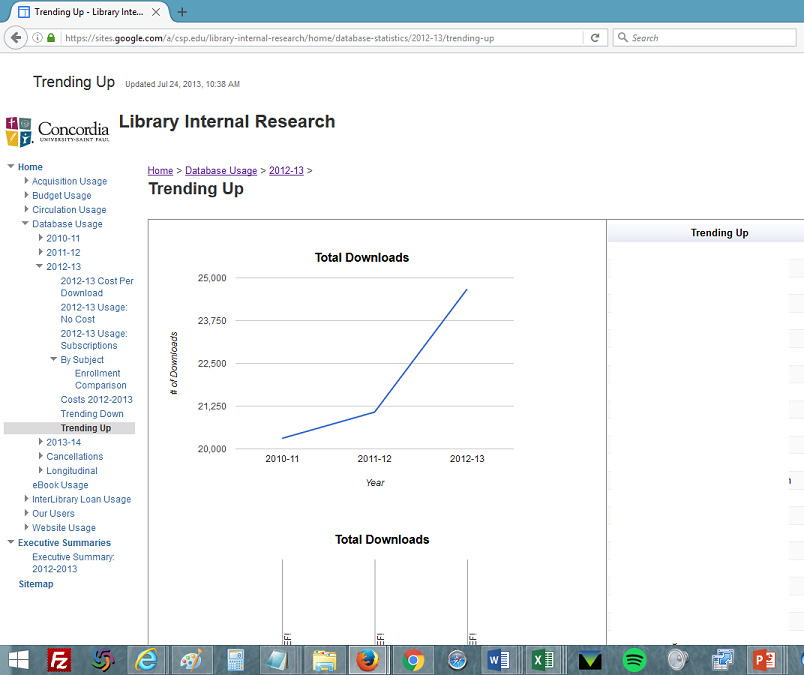 Trending Up - Library Inte...
https://sites.google.com/a/csp.edu/library-internal-research/home/database-statistics/2012-13/trending-up
Search
Trending Up Updated Jul 24, 2013, 10:38 AM
Concordia
UNIVERSITY·SAINT PAUL
Library Internal Research
Home
Acquisition Usage
Budget Usage
Circulation Usage
Database Usage
2010-11
2011-12
2012-13
2012-13 Cost Per
Download
2012-13 Usage:
No Cost
2012-13 Usage:
Subscriptions
By Subject
Enrollment
Comparison
Costs 2012-2013
Trending Down
Trending Up
2013-14
Cancellations
Longitudinal
eBook Usage
InterLibrary Loan Usage
Our Users
Website Usage
Executive Summaries
Executive Summary:
2012-2013
Sitemap
Home > Database Usage > 2012-13 >
Trending Up
Total Downloads
25,000
23,750
22,500
21,250
20,000
# of Downloads
2010-11 2011-12 2012-13
Year
Total Downloads
EF!
EF!
EF!
Trending Up